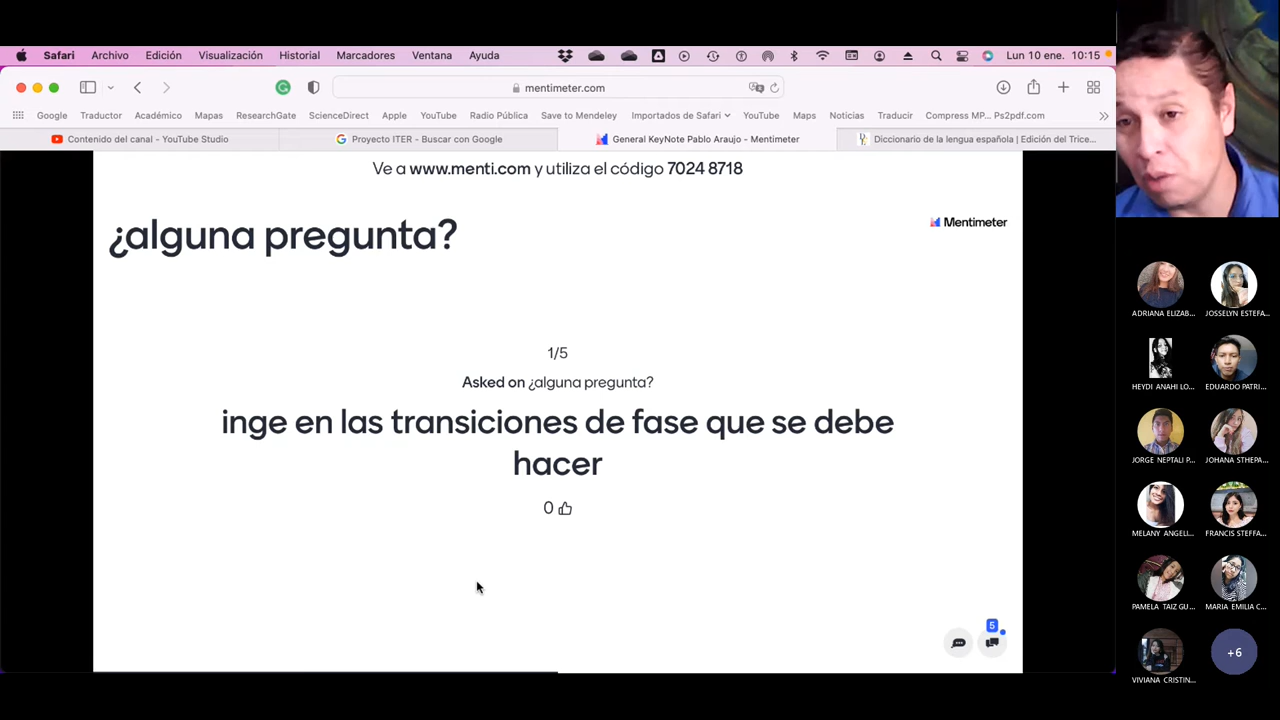 Safari Archivo Edición Visualización Historial Marcadores Ventana Ayuda Lun 10 ene. 10:15
mentimeter.com
Google Traductor Académico Mapas ResearchGate ScienceDirect Apple YouTube Radio Pública Save to Mendeley Importados de Safari YouTube Maps Noticias Traducir Compress MP... Ps2pdf.com
Contenido del canal - YouTube Studio Proyecto ITER - Buscar con Google General KeyNote Pablo Araujo - Mentimeter Diccionario de la lengua española | Edición del Trice...
Ve a www.menti.com y utiliza el código 7024 8718
¿alguna pregunta?
Mentimeter
1/5
Asked on ¿alguna pregunta?
inge en las transiciones de fase que se debe
hacer
0
5
ADRIANA ELIZAB... JOSSELYN ESTEFA...
HEYDI ANAHI LO... EDUARDO PATRI...
JORGE NEPTALI P... JOHANA STHEPA...
MELANY ANGELI... FRANCIS STEFFA...
PAMELA TAIZ GU... MARIA EMILIA C...
VIVIANA CRISTIN... +6